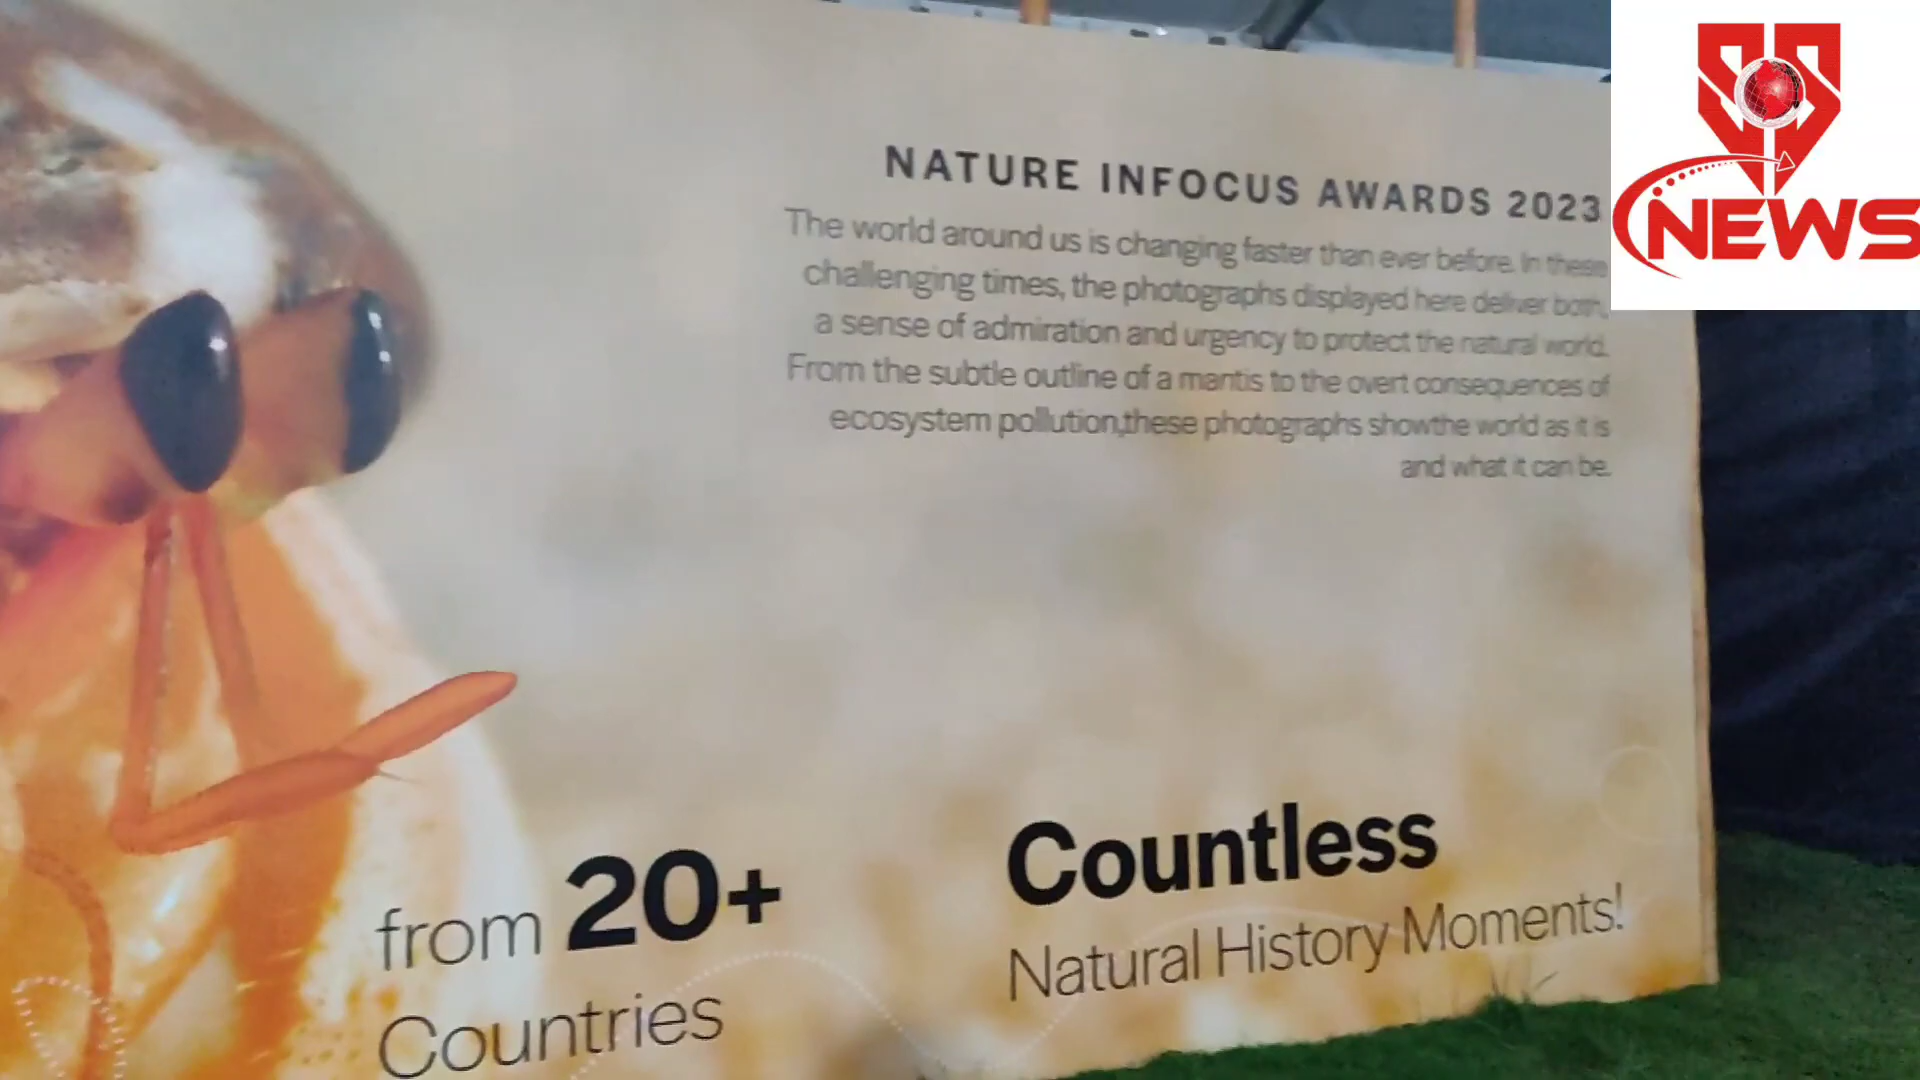 NATURE INFOCUS AWARDS 2023
The world around us is changing faster than ever before. In these
challenging times, the photographs displayed here deliver both,
a sense of admiration and urgency to protect the natural world.
From the subtle outline of a mantis to the overt consequences of
ecosystem pollution,these photographs showthe world as it is
and what it can be.
from 20+
Countries
Countless
Natural History Moments!
NEWS